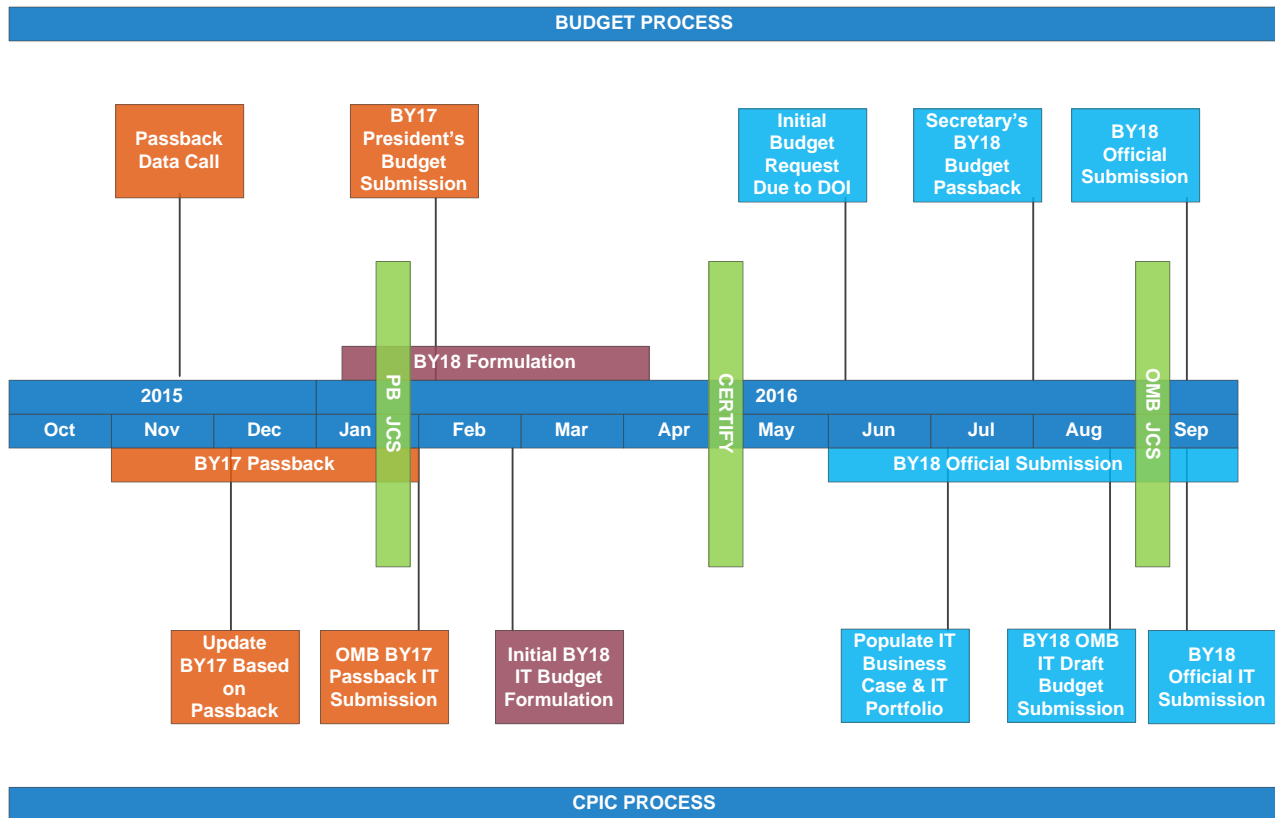 BUDGET PROCESS
Passback
Data Call
BY17
President's
Budget
Submission
Initial
Budget
Request
Due to DOI
Secretary’s
BY18
Budget
Passback
BY18
Official
Submission
BY18 Formulation
2015
2016
Oct
Nov
Dec
Jan
Feb
Mar
Apr
May
Jun
Jul
Aug
Sep
PB JCS
CERTIFY
OMB JCS
BY17 Passback
BY18 Official Submission
Update
BY17 Based
on
Passback
OMB BY17
Passback IT
Submission
Initial BY18
IT Budget
Formulation
Populate IT
Business
Case & IT
Portfolio
BY18 OMB
IT Draft
Budget
Submission
BY18
Official IT
Submission
CPIC PROCESS